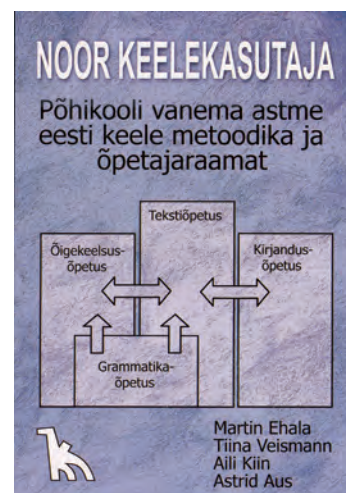 NOOR KEELEKASUTAJA
Põhikooli vanema astme
eesti keele metoodika ja
õpetajaraamat
Tekstiõpetus
Õigekeelsus-
õpetus
Kirjandus-
õpetus
Grammatika-
õpetus
Martin Ehala
Tiina Veismann
Aili Kiin
Astrid Aus